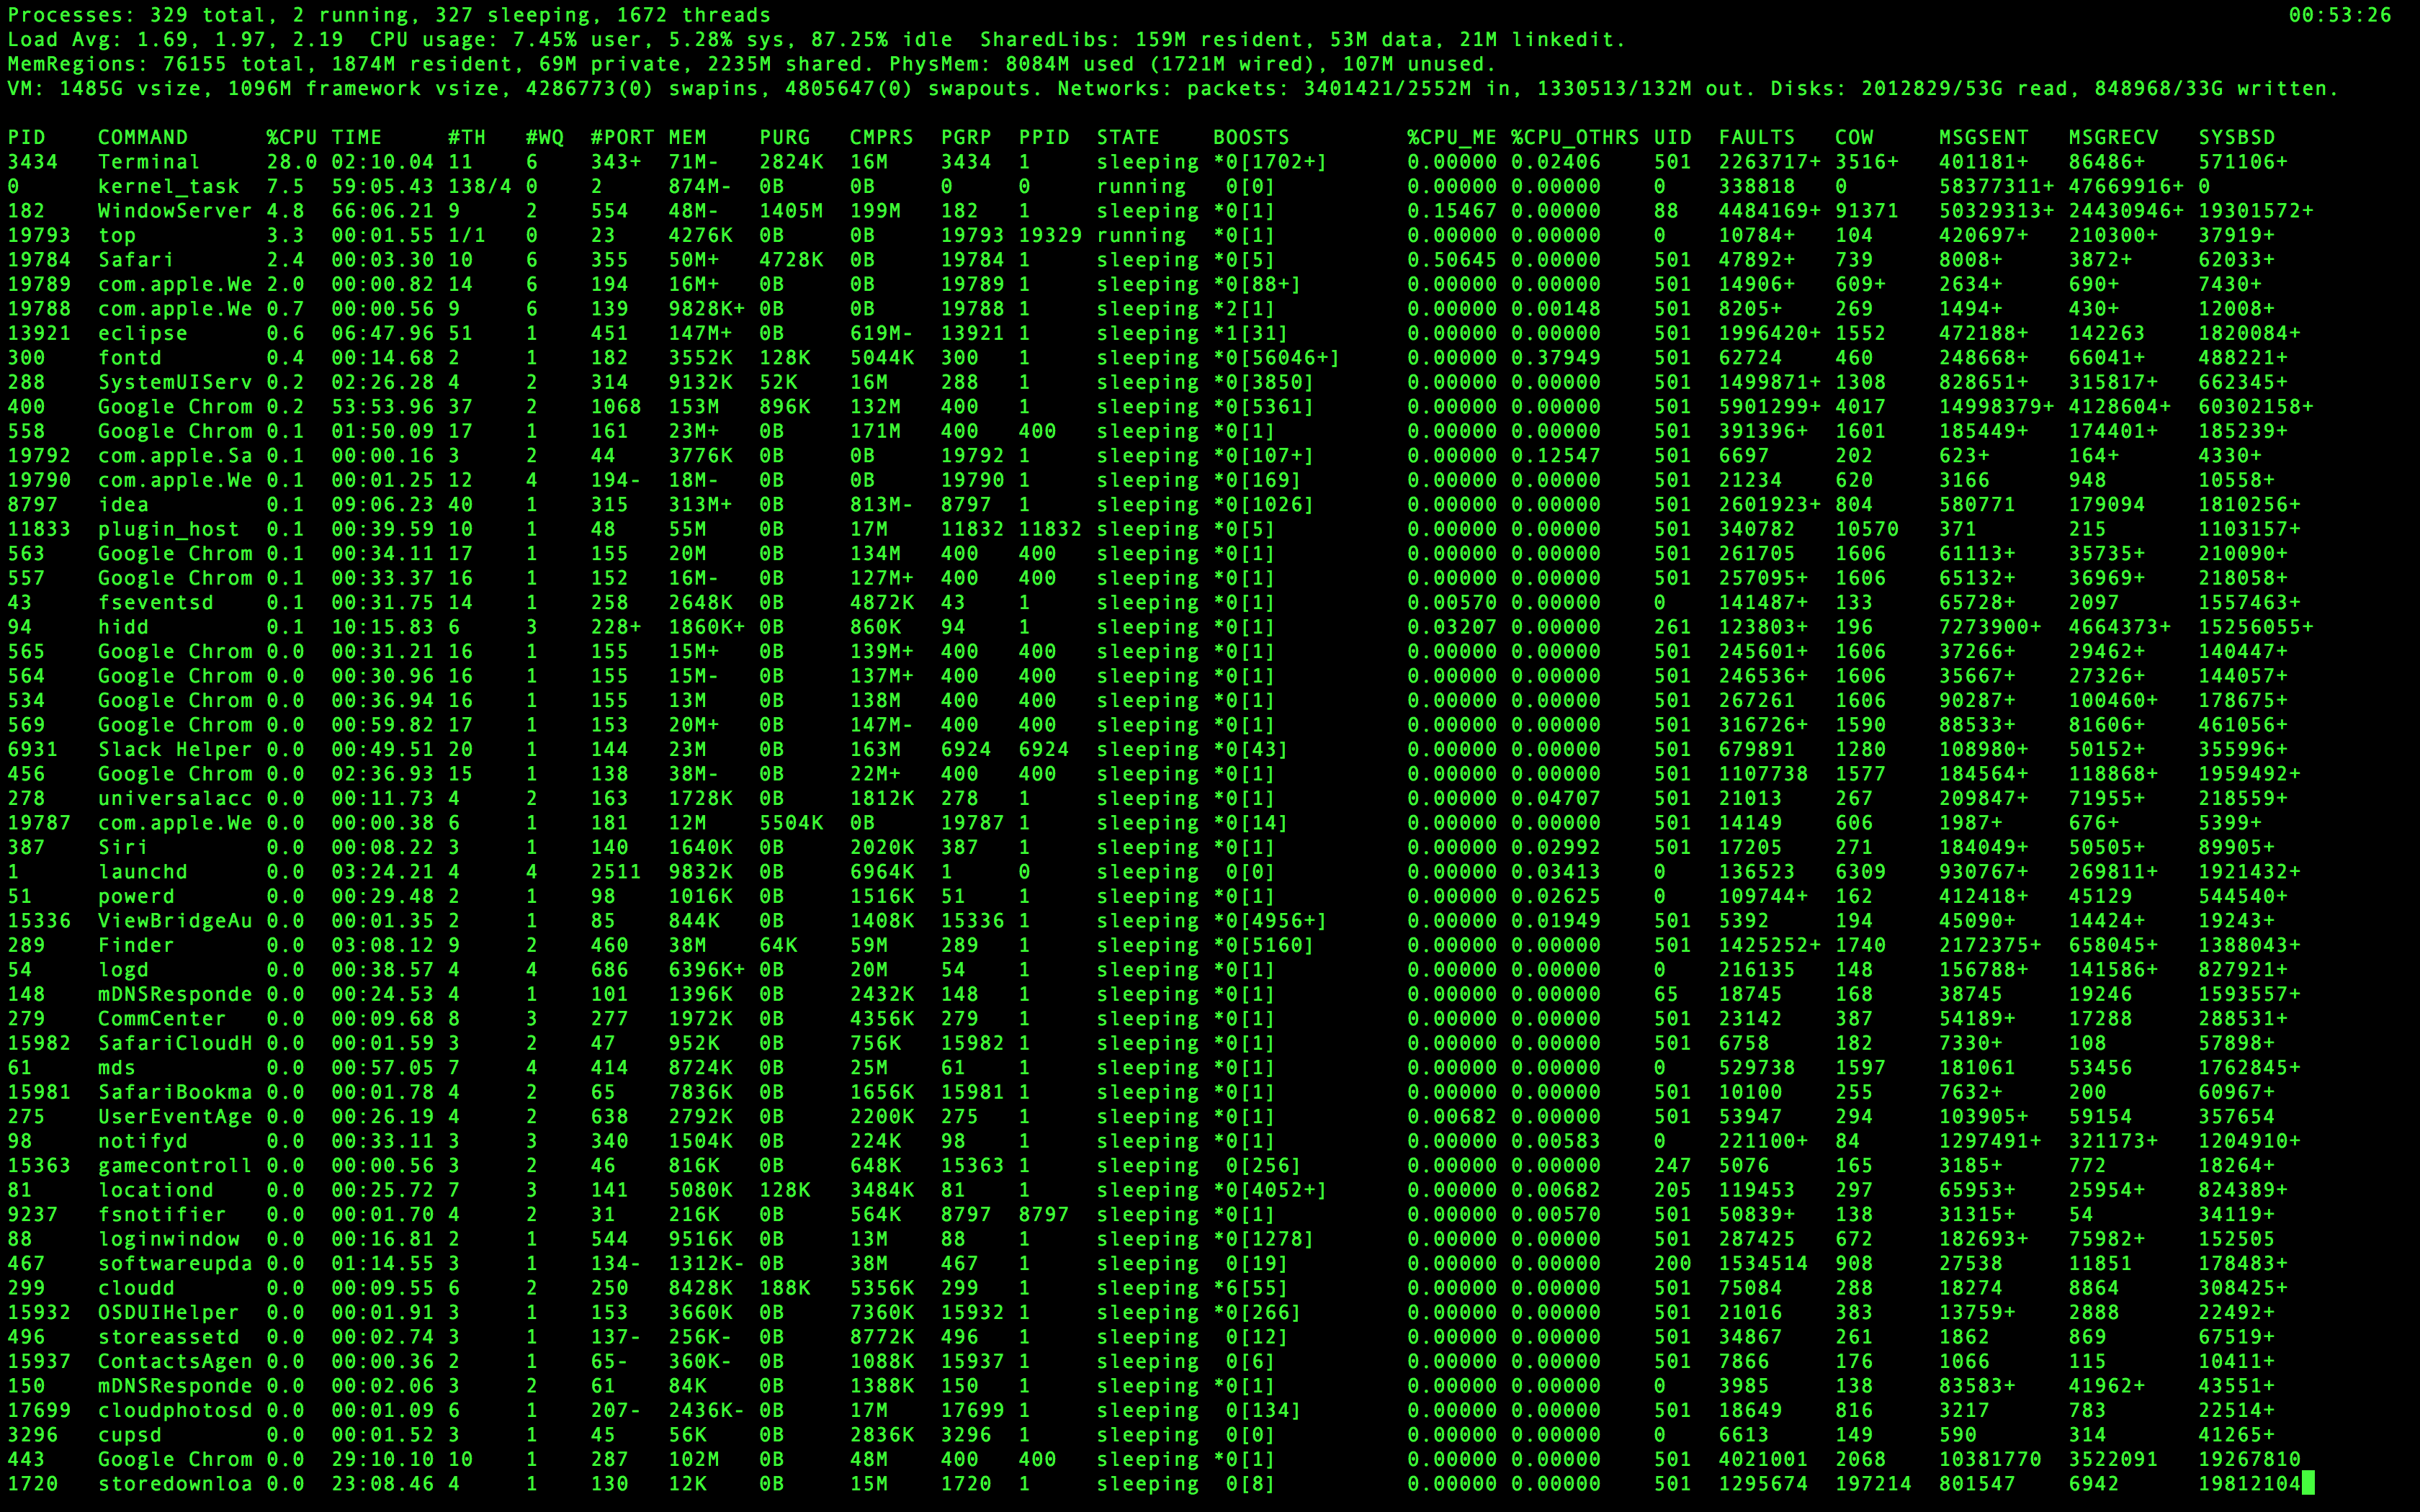 Processes: 329 total, 2 running, 327 sleeping, 1672 threads 00:53:26
Load Avg: 1.69, 1.97, 2.19  CPU usage: 7.45% user, 5.28% sys, 87.25% idle  SharedLibs: 159M resident, 53M data, 21M linkedit.
MemRegions: 76155 total, 1874M resident, 69M private, 2235M shared. PhysMem: 8084M used (1721M wired), 107M unused.
VM: 1485G vsize, 1096M framework vsize, 4286773(0) swapins, 4805647(0) swapouts. Networks: packets: 3401421/2552M in, 1330513/132M out. Disks: 2012829/53G read, 848968/33G written.
PID COMMAND %CPU TIME #TH #WQ #PORT MEM PURG CMPRS PGRP PPID STATE BOOSTS %CPU_ME %CPU_OTHRS UID FAULTS COW MSGSENT MSGRECV SYSBSD
3434 Terminal 28.0 02:10.04 11 6 343+ 71M- 2824K 16M 3434 1 sleeping *0[1702+] 0.00000 0.02406 501 2263717+ 3516+ 401181+ 86486+ 571106+
0 kernel_task 7.5 59:05.43 138/4 0 2 874M- 0B 0B 0 0 running 0[0] 0.00000 0.00000 0 338818 0 58377311+ 47669916+ 0
182 WindowServer 4.8 66:06.21 9 2 554 48M- 1405M 199M 182 1 sleeping *0[1] 0.15467 0.00000 88 4484169+ 91371 50329313+ 24430946+ 19301572+
19793 top 3.3 00:01.55 1/1 0 23 4276K 0B 0B 19793 19329 running *0[1] 0.00000 0.00000 0 10784+ 104 420697+ 210300+ 37919+
19784 Safari 2.4 00:03.30 10 6 355 50M+ 4728K 0B 19784 1 sleeping *0[5] 0.50645 0.00000 501 47892+ 739 8008+ 3872+ 62033+
19789 com.apple.We 2.0 00:00.82 14 6 194 16M+ 0B 0B 19789 1 sleeping *0[88+] 0.00000 0.00000 501 14906+ 609+ 2634+ 690+ 7430+
19788 com.apple.We 0.7 00:00.56 9 6 139 9828K+ 0B 0B 19788 1 sleeping *2[1] 0.00000 0.00148 501 8205+ 269 1494+ 430+ 12008+
13921 eclipse 0.6 06:47.96 51 1 451 147M+ 0B 619M- 13921 1 sleeping *1[31] 0.00000 0.00000 501 1996420+ 1552 472188+ 142263 1820084+
300 fontd 0.4 00:14.68 2 1 182 3552K 128K 5044K 300 1 sleeping *0[56046+] 0.00000 0.37949 501 62724 460 248668+ 66041+ 488221+
288 SystemUIServ 0.2 02:26.28 4 2 314 9132K 52K 16M 288 1 sleeping *0[3850] 0.00000 0.00000 501 1499871+ 1308 828651+ 315817+ 662345+
400 Google Chrom 0.2 53:53.96 37 2 1068 153M 896K 132M 400 1 sleeping *0[5361] 0.00000 0.00000 501 5901299+ 4017 14998379+ 4128604+ 60302158+
558 Google Chrom 0.1 01:50.09 17 1 161 23M+ 0B 171M 400 400 sleeping *0[1] 0.00000 0.00000 501 391396+ 1601 185449+ 174401+ 185239+
19792 com.apple.Sa 0.1 00:00.16 3 2 44 3776K 0B 0B 19792 1 sleeping *0[107+] 0.00000 0.12547 501 6697 202 623+ 164+ 4330+
19790 com.apple.We 0.1 00:01.25 12 4 194- 18M- 0B 0B 19790 1 sleeping *0[169] 0.00000 0.00000 501 21234 620 3166 948 10558+
8797 idea 0.1 09:06.23 40 1 315 313M+ 0B 813M- 8797 1 sleeping *0[1026] 0.00000 0.00000 501 2601923+ 804 580771 179094 1810256+
11833 plugin_host 0.1 00:39.59 10 1 48 55M 0B 17M 11832 11832 sleeping *0[5] 0.00000 0.00000 501 340782 10570 371 215 1103157+
563 Google Chrom 0.1 00:34.11 17 1 155 20M 0B 134M 400 400 sleeping *0[1] 0.00000 0.00000 501 261705 1606 61113+ 35735+ 210090+
557 Google Chrom 0.1 00:33.37 16 1 152 16M- 0B 127M+ 400 400 sleeping *0[1] 0.00000 0.00000 501 257095+ 1606 65132+ 36969+ 218058+
43 fseventsd 0.1 00:31.75 14 1 258 2648K 0B 4872K 43 1 sleeping *0[1] 0.00570 0.00000 0 141487+ 133 65728+ 2097 1557463+
94 hidd 0.1 10:15.83 6 3 228+ 1860K+ 0B 860K 94 1 sleeping *0[1] 0.03207 0.00000 261 123803+ 196 7273900+ 4664373+ 15256055+
565 Google Chrom 0.0 00:31.21 16 1 155 15M+ 0B 139M+ 400 400 sleeping *0[1] 0.00000 0.00000 501 245601+ 1606 37266+ 29462+ 140447+
564 Google Chrom 0.0 00:30.96 16 1 155 15M- 0B 137M+ 400 400 sleeping *0[1] 0.00000 0.00000 501 246536+ 1606 35667+ 27326+ 144057+
534 Google Chrom 0.0 00:36.94 16 1 155 13M 0B 138M 400 400 sleeping *0[1] 0.00000 0.00000 501 267261 1606 90287+ 100460+ 178675+
569 Google Chrom 0.0 00:59.82 17 1 153 20M+ 0B 147M- 400 400 sleeping *0[1] 0.00000 0.00000 501 316726+ 1590 88533+ 81606+ 461056+
6931 Slack Helper 0.0 00:49.51 20 1 144 23M 0B 163M 6924 6924 sleeping *0[43] 0.00000 0.00000 501 679891 1280 108980+ 50152+ 355996+
456 Google Chrom 0.0 02:36.93 15 1 138 38M- 0B 22M+ 400 400 sleeping *0[1] 0.00000 0.00000 501 1107738 1577 184564+ 118868+ 1959492+
278 universalacc 0.0 00:11.73 4 2 163 1728K 0B 1812K 278 1 sleeping *0[1] 0.00000 0.04707 501 21013 267 209847+ 71955+ 218559+
19787 com.apple.We 0.0 00:00.38 6 1 181 12M 5504K 0B 19787 1 sleeping *0[14] 0.00000 0.00000 501 14149 606 1987+ 676+ 5399+
387 Siri 0.0 00:08.22 3 1 140 1640K 0B 2020K 387 1 sleeping *0[1] 0.00000 0.02992 501 17205 271 184049+ 50505+ 89905+
1 launchd 0.0 03:24.21 4 4 2511 9832K 0B 6964K 1 0 sleeping 0[0] 0.00000 0.03413 0 136523 6309 930767+ 269811+ 1921432+
51 powerd 0.0 00:29.48 2 1 98 1016K 0B 1516K 51 1 sleeping *0[1] 0.00000 0.02625 0 109744+ 162 412418+ 45129 544540+
15336 ViewBridgeAu 0.0 00:01.35 2 1 85 844K 0B 1408K 15336 1 sleeping *0[4956+] 0.00000 0.01949 501 5392 194 45090+ 14424+ 19243+
289 Finder 0.0 03:08.12 9 2 460 38M 64K 59M 289 1 sleeping *0[5160] 0.00000 0.00000 501 1425252+ 1740 2172375+ 658045+ 1388043+
54 logd 0.0 00:38.57 4 4 686 6396K+ 0B 20M 54 1 sleeping *0[1] 0.00000 0.00000 0 216135 148 156788+ 141586+ 827921+
148 mDNSResponde 0.0 00:24.53 4 1 101 1396K 0B 2432K 148 1 sleeping *0[1] 0.00000 0.00000 65 18745 168 38745 19246 1593557+
279 CommCenter 0.0 00:09.68 8 3 277 1972K 0B 4356K 279 1 sleeping *0[1] 0.00000 0.00000 501 23142 387 54189+ 17288 288531+
15982 SafariCloudH 0.0 00:01.59 3 2 47 952K 0B 756K 15982 1 sleeping *0[1] 0.00000 0.00000 501 6758 182 7330+ 108 57898+
61 mds 0.0 00:57.05 7 4 414 8724K 0B 25M 61 1 sleeping *0[1] 0.00000 0.00000 0 529738 1597 181061 53456 1762845+
15981 SafariBookma 0.0 00:01.78 4 2 65 7836K 0B 1656K 15981 1 sleeping *0[1] 0.00000 0.00000 501 10100 255 7632+ 200 60967+
275 UserEventAge 0.0 00:26.19 4 2 638 2792K 0B 2200K 275 1 sleeping *0[1] 0.00682 0.00000 501 53947 294 103905+ 59154 357654
98 notifyd 0.0 00:33.11 3 3 340 1504K 0B 224K 98 1 sleeping *0[1] 0.00000 0.00583 0 221100+ 84 1297491+ 321173+ 1204910+
15363 gamecontroll 0.0 00:00.56 3 2 46 816K 0B 648K 15363 1 sleeping 0[256] 0.00000 0.00000 247 5076 165 3185+ 772 18264+
81 locationd 0.0 00:25.72 7 3 141 5080K 128K 3484K 81 1 sleeping *0[4052+] 0.00000 0.00682 205 119453 297 65953+ 25954+ 824389+
9237 fsnotifier 0.0 00:01.70 4 2 31 216K 0B 564K 8797 8797 sleeping *0[1] 0.00000 0.00570 501 50839+ 138 31315+ 54 34119+
88 loginwindow 0.0 00:16.81 2 1 544 9516K 0B 13M 88 1 sleeping *0[1278] 0.00000 0.00000 501 287425 672 182693+ 75982+ 152505
467 softwareupda 0.0 01:14.55 3 1 134- 1312K- 0B 38M 467 1 sleeping 0[19] 0.00000 0.00000 200 1534514 908 27538 11851 178483+
299 cloudd 0.0 00:09.55 6 2 250 8428K 188K 5356K 299 1 sleeping *6[55] 0.00000 0.00000 501 75084 288 18274 8864 308425+
15932 OSDUIHelper 0.0 00:01.91 3 1 153 3660K 0B 7360K 15932 1 sleeping *0[266] 0.00000 0.00000 501 21016 383 13759+ 2888 22492+
496 storeassetd 0.0 00:02.74 3 1 137- 256K- 0B 8772K 496 1 sleeping 0[12] 0.00000 0.00000 501 34867 261 1862 869 67519+
15937 ContactsAgen 0.0 00:00.36 2 1 65- 360K- 0B 1088K 15937 1 sleeping 0[6] 0.00000 0.00000 501 7866 176 1066 115 10411+
150 mDNSResponde 0.0 00:02.06 3 2 61 84K 0B 1388K 150 1 sleeping *0[1] 0.00000 0.00000 0 3985 138 83583+ 41962+ 43551+
17699 cloudphotosd 0.0 00:01.09 6 1 207- 2436K- 0B 17M 17699 1 sleeping 0[134] 0.00000 0.00000 501 18649 816 3217 783 22514+
3296 cupsd 0.0 00:01.52 3 1 45 56K 0B 2836K 3296 1 sleeping 0[0] 0.00000 0.00000 0 6613 149 590 314 41265+
443 Google Chrom 0.0 29:10.10 10 1 287 102M 0B 48M 400 400 sleeping *0[1] 0.00000 0.00000 501 4021001 2068 10381770 3522091 19267810
1720 storedownloa 0.0 23:08.46 4 1 130 12K 0B 15M 1720 1 sleeping 0[8] 0.00000 0.00000 501 1295674 197214 801547 6942 19812104